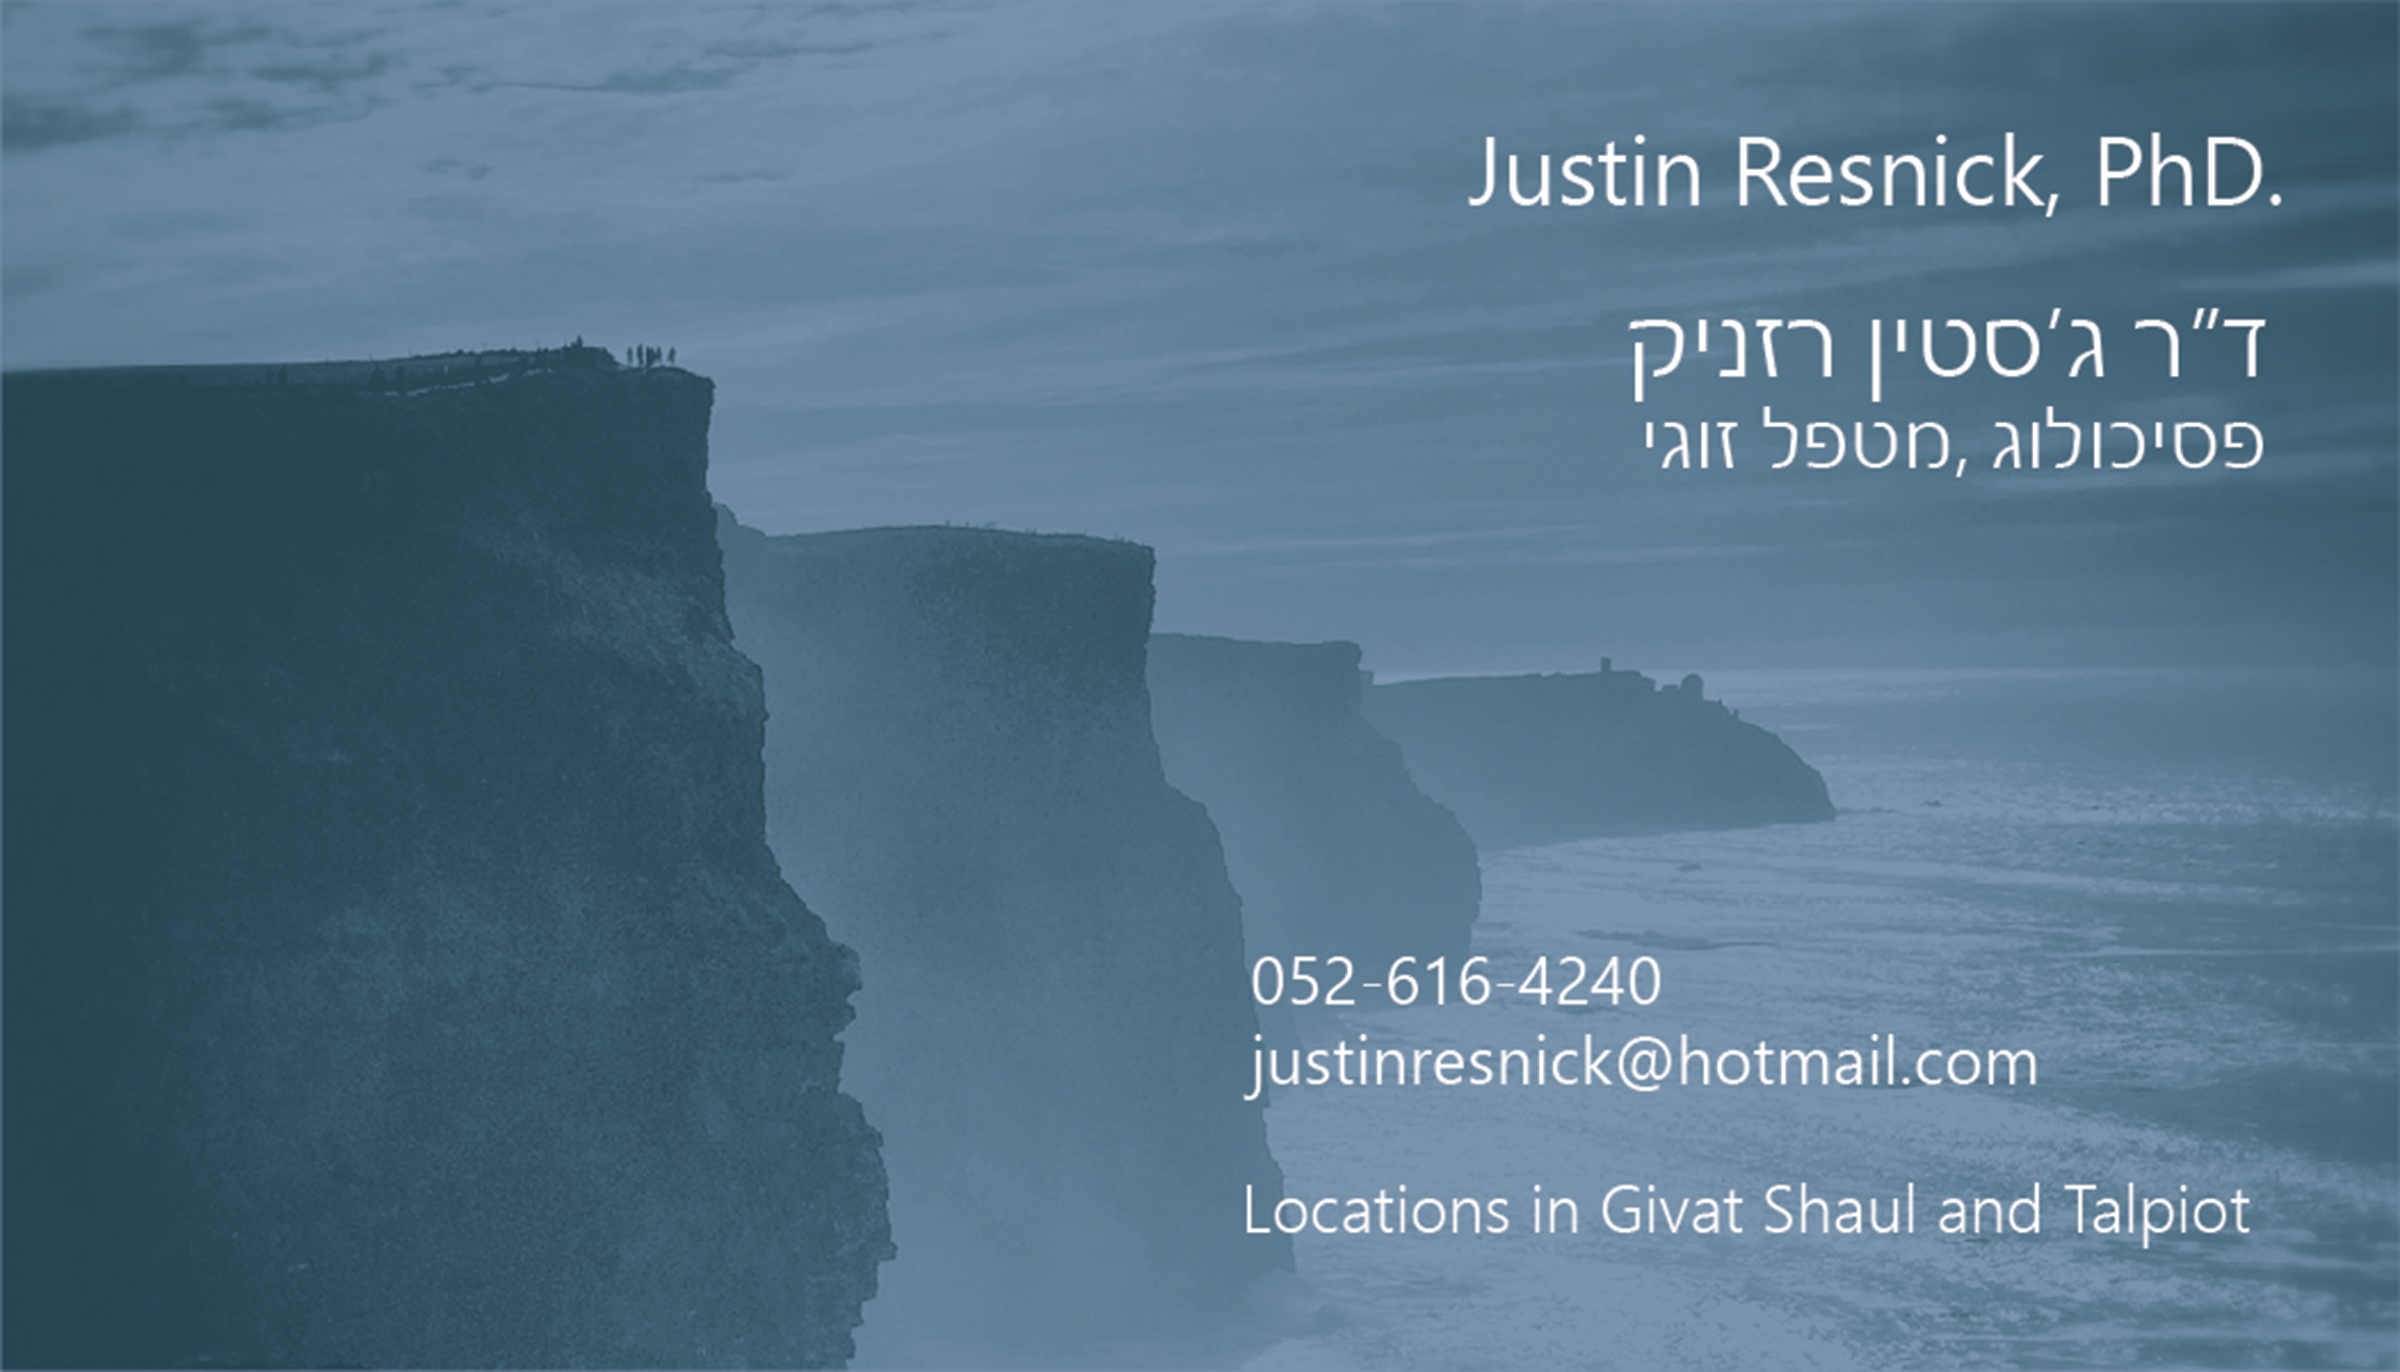 Justin Resnick, PhD.
ד"ר ג'סטין רזניק
פסיכולוג ,מטפל זוגי
052-616-4240
justinresnick@hotmail.com
Locations in Givat Shaul and Talpiot